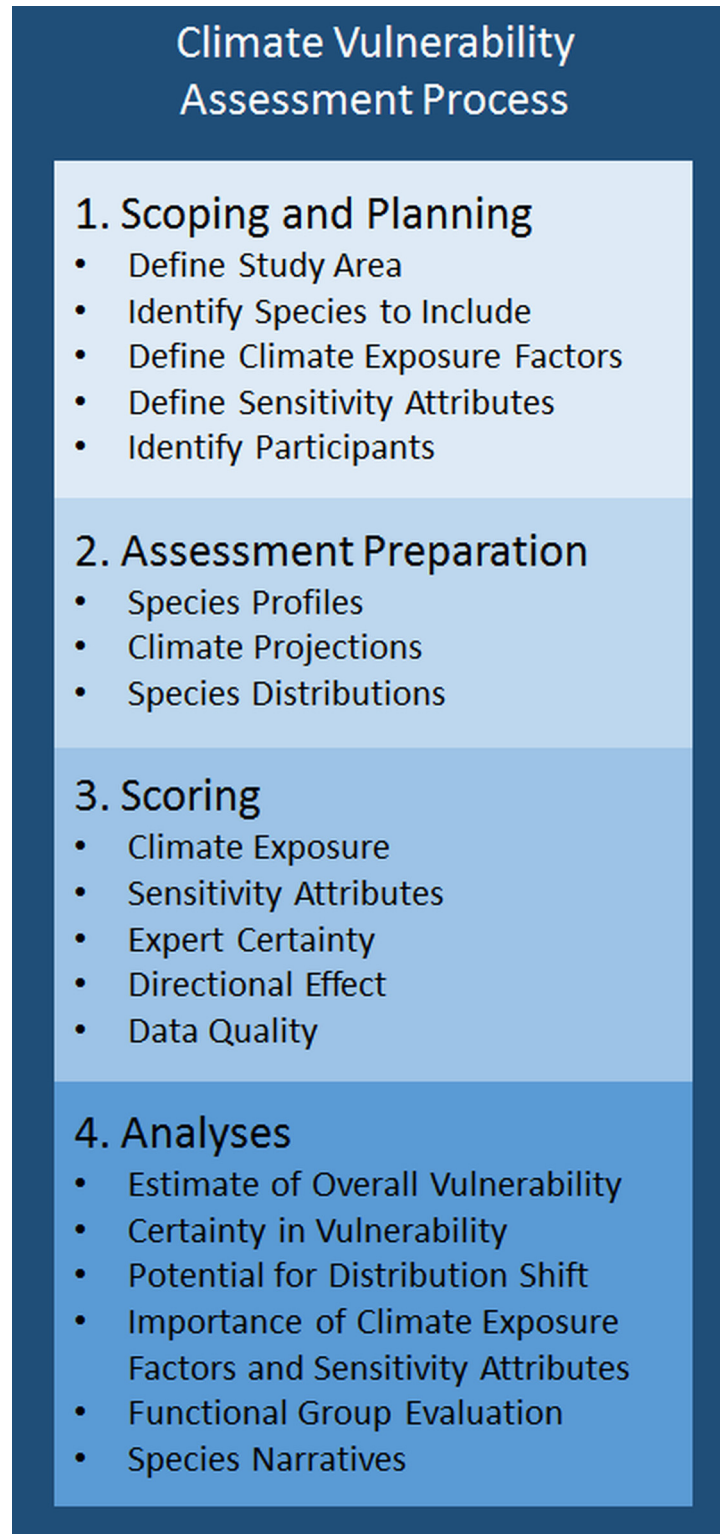 Climate Vulnerability
Assessment Process
1. Scoping and Planning
• Define Study Area
• Identify Species to Include
• Define Climate Exposure Factors
• Define Sensitivity Attributes
• Identify Participants
2. Assessment Preparation
• Species Profiles
• Climate Projections
• Species Distributions
3. Scoring
• Climate Exposure
• Sensitivity Attributes
• Expert Certainty
• Directional Effect
• Data Quality
4. Analyses
• Estimate of Overall Vulnerability
• Certainty in Vulnerability
• Potential for Distribution Shift
• Importance of Climate Exposure
Factors and Sensitivity Attributes
• Functional Group Evaluation
• Species Narratives